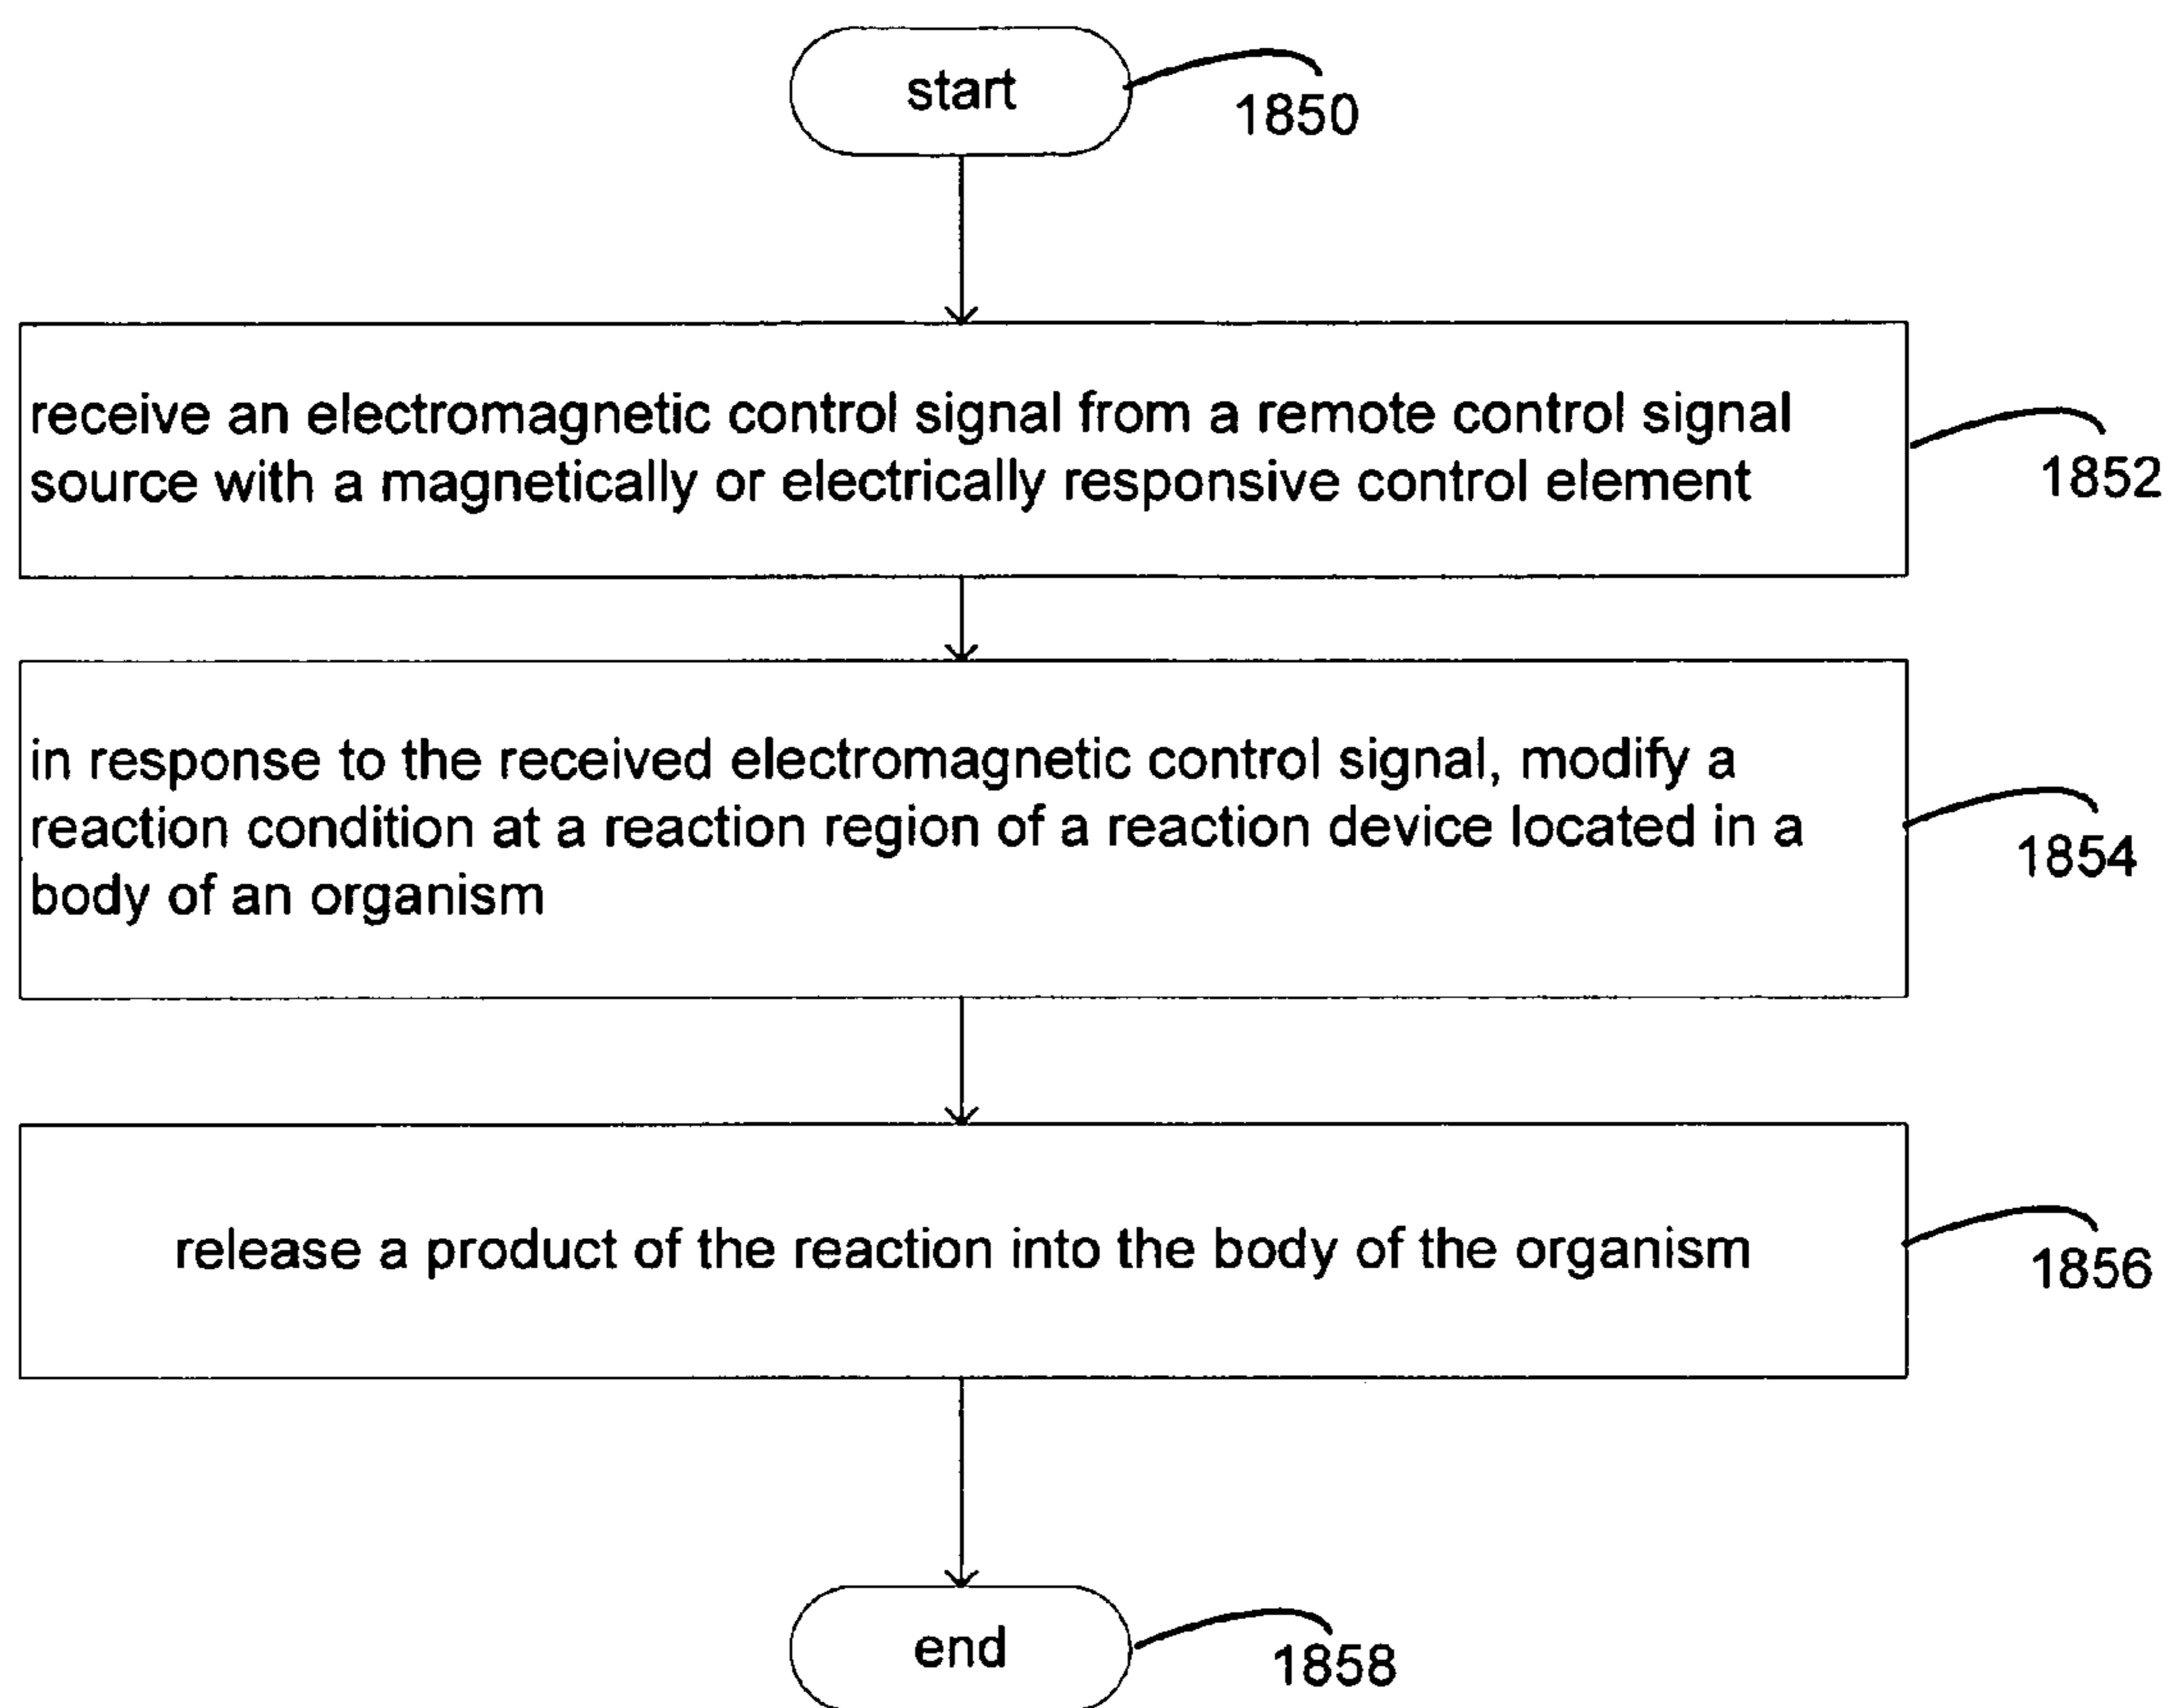 start
1850
receive an electromagnetic control signal from a remote control signal
source with a magnetically or electrically responsive control element
1852
in response to the received electromagnetic control signal, modify a
reaction condition at a reaction region of a reaction device located in a
body of an organism
1854
release a product of the reaction into the body of the organism
1856
end
1858